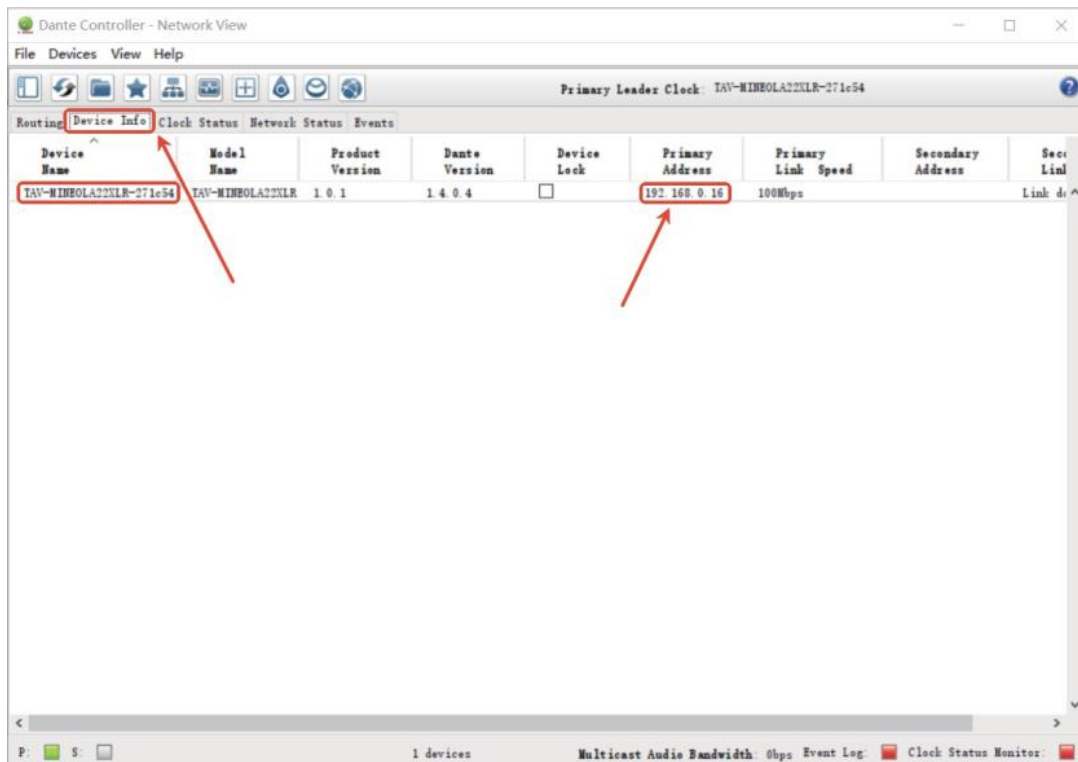 Dante Controller - Network View
File Devices View Help
Primary Leader Clock: TAV-MINEOLA22XLR-271c54
Routing Device Info Clock Status Network Status Events
Device Name Model Name Product Version Dante Version Device Lock Primary Address Primary Link Speed Secondary Address
TAV-MINEOLA22XLR-271c54 TAV-MINEOLA22XLR 1.0.1 1.4.0.4 192.168.0.16 100Mbps Link
P: S: 1 devices Multicast Audio Bandwidth: 0bps Event Log: Clock Status Monitor: